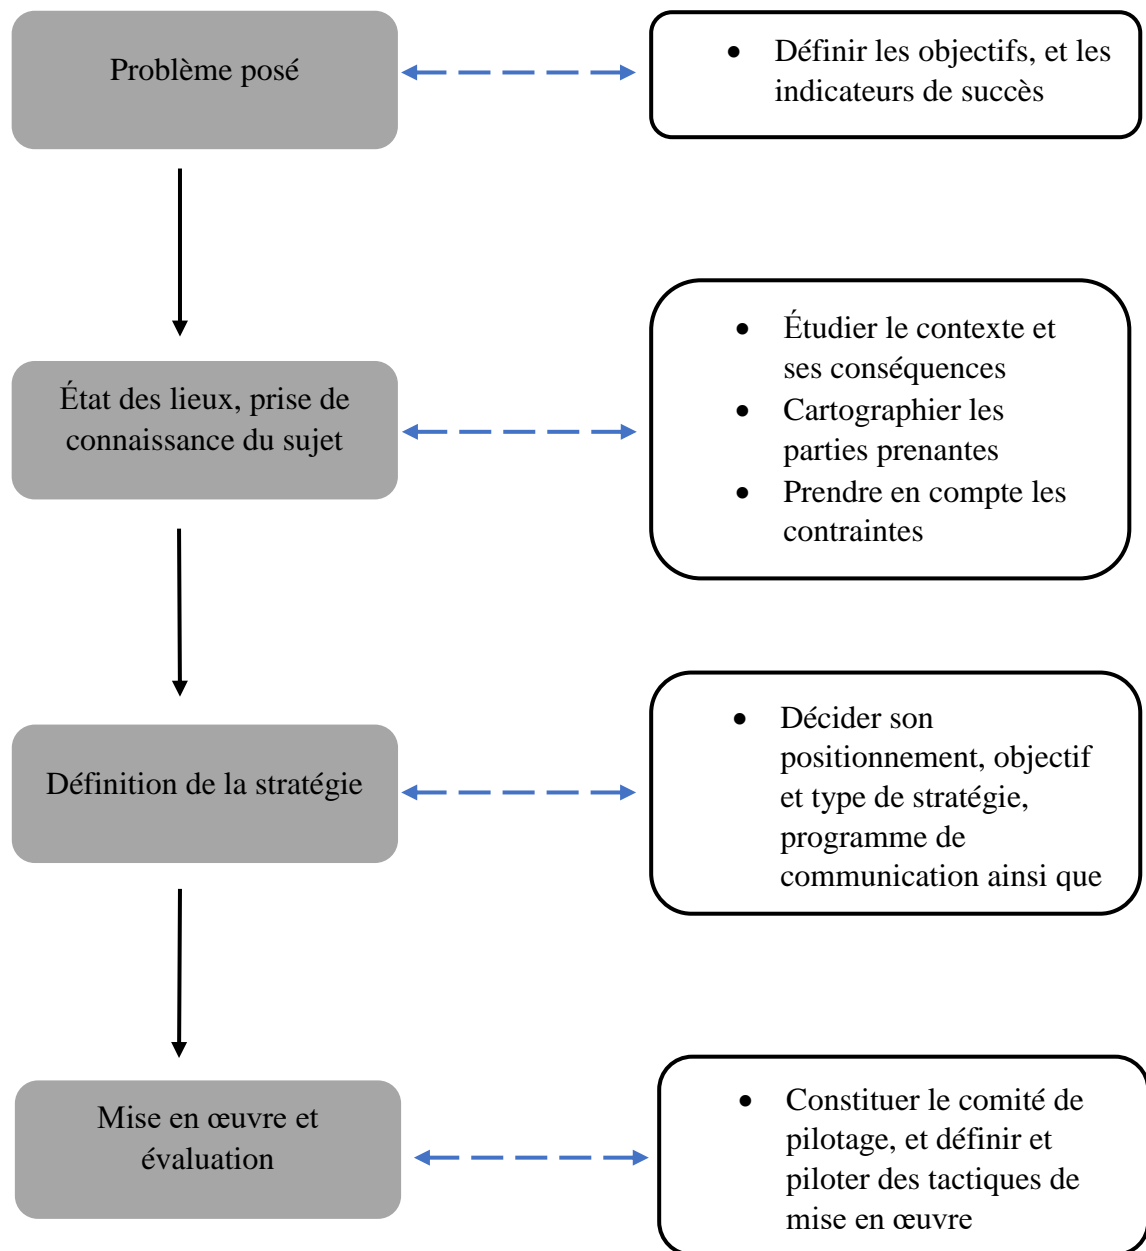 Problème posé
• Définir les objectifs, et les
indicateurs de succès
État des lieux, prise de
connaissance du sujet
• Étudier le contexte et
ses conséquences
• Cartographier les
parties prenantes
• Prendre en compte les
contraintes
Définition de la stratégie
• Décider son
positionnement, objectif
et type de stratégie,
programme de
communication ainsi que
Mise en œuvre et
évaluation
• Constituer le comité de
pilotage, et définir et
piloter des tactiques de
mise en œuvre